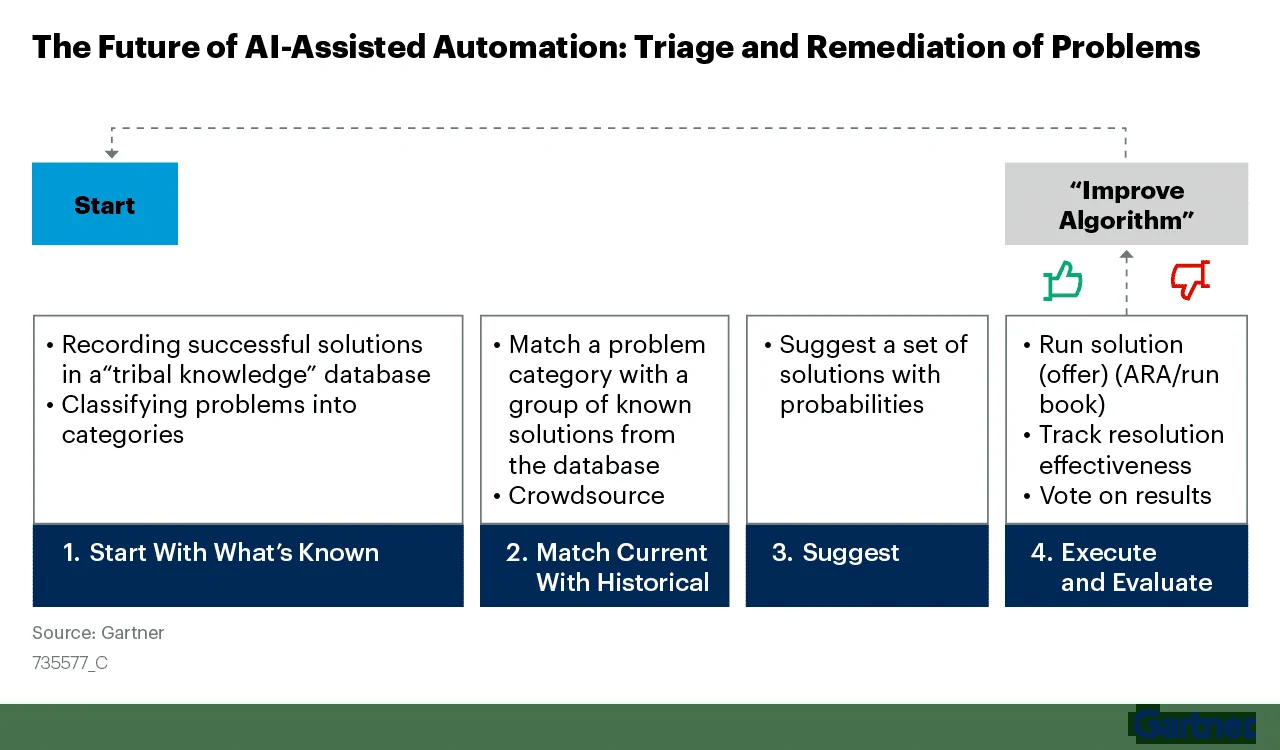 The Future of AI-Assisted Automation: Triage and Remediation of Problems
Start
“Improve
Algorithm”
• Recording successful solutions
in a“tribal knowledge” database
• Classifying problems into
categories
1. Start With What’s Known
• Match a problem
category with a
group of known
solutions from
the database
• Crowdsource
2. Match Current
With Historical
• Suggest a set of
solutions with
probabilities
3. Suggest
• Run solution
(offer) (ARA/run
book)
• Track resolution
effectiveness
• Vote on results
4. Execute
and Evaluate
Source: Gartner
735577_C
Gartner